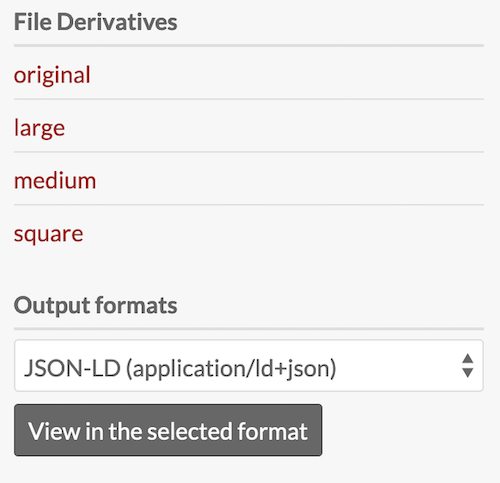 File Derivatives
original
large
medium
square
Output formats
JSON-LD (application/ld+json)
View in the selected format